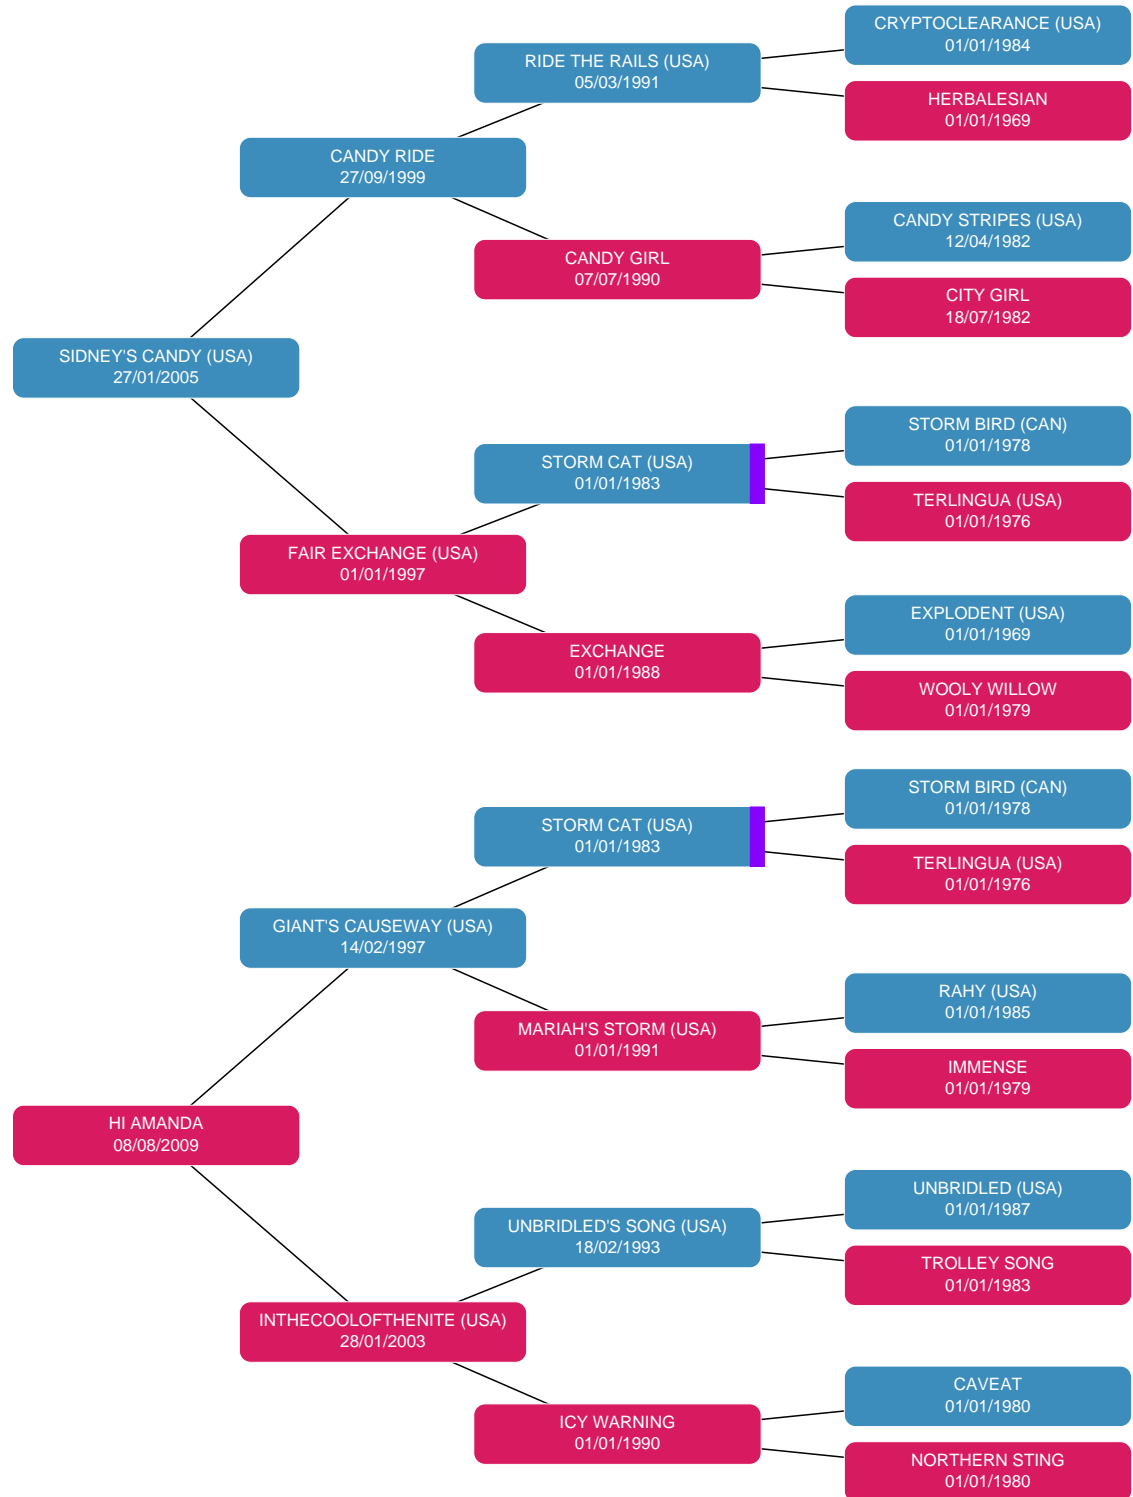 CRYPTOCLEARANCE (USA)
01/01/1984
RIDE THE RAILS (USA)
05/03/1991
HERBALESIAN
01/01/1969
CANDY RIDE
27/09/1999
CANDY STRIPES (USA)
12/04/1982
CANDY GIRL
07/07/1990
CITY GIRL
18/07/1982
SIDNEY'S CANDY (USA)
27/01/2005
STORM BIRD (CAN)
01/01/1978
STORM CAT (USA)
01/01/1983
TERLINGUA (USA)
01/01/1976
FAIR EXCHANGE (USA)
01/01/1997
EXPLODENT (USA)
01/01/1969
EXCHANGE
01/01/1988
WOOLY WILLOW
01/01/1979
STORM BIRD (CAN)
01/01/1978
STORM CAT (USA)
01/01/1983
TERLINGUA (USA)
01/01/1976
GIANT'S CAUSEWAY (USA)
14/02/1997
RAHY (USA)
01/01/1985
MARIAH'S STORM (USA)
01/01/1991
IMMENSE
01/01/1979
HI AMANDA
08/08/2009
UNBRIDLED (USA)
01/01/1987
UNBRIDLED'S SONG (USA)
18/02/1993
TROLLEY SONG
01/01/1983
INTHECOOLOFTHENITE (USA)
28/01/2003
CAVEAT
01/01/1980
ICY WARNING
01/01/1990
NORTHERN STING
01/01/1980